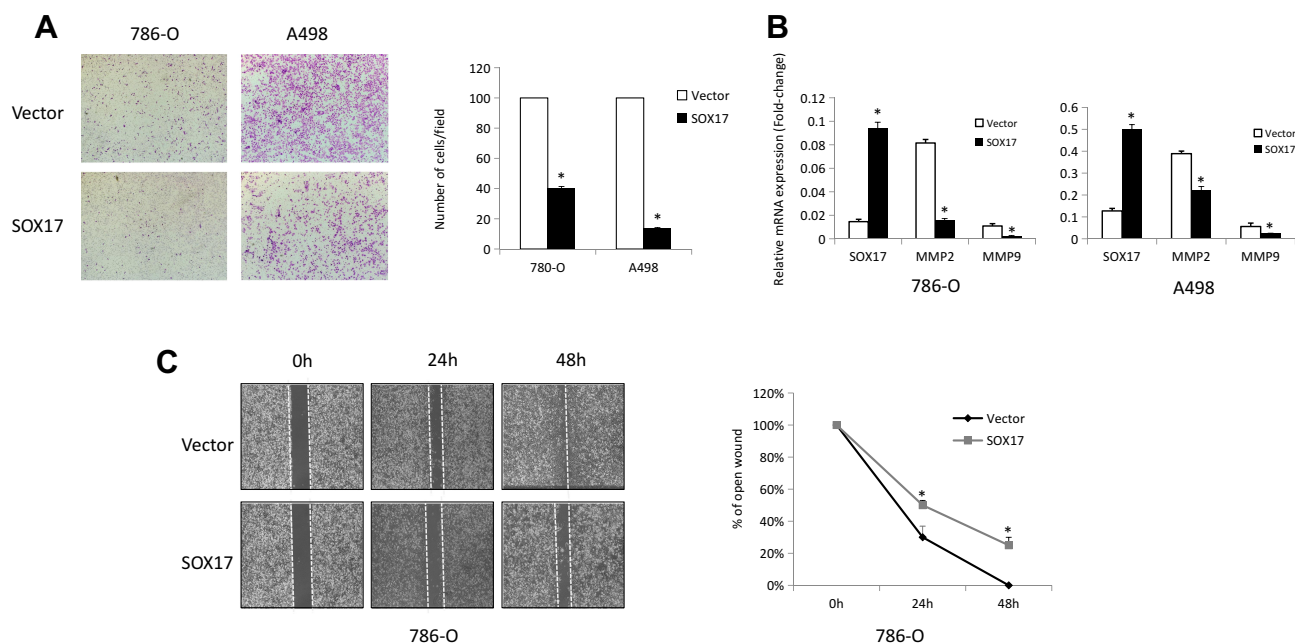 A
786-O A498
Vector
SOX17
Number of cells/field
120
100
80
60
40
20
0
780-O A498
Vector
SOX17
*
*
B
Relative mRNA expression (Fold-change)
0.12
0.1
0.08
0.06
0.04
0.02
0
SOX17 MMP2 MMP9
786-O
Vector
SOX17
*
*
*
0.6
0.5
0.4
0.3
0.2
0.1
0
SOX17 MMP2 MMP9
A498
Vector
SOX17
*
*
*
C
0h 24h 48h
Vector
SOX17
786-O
% of open wound
120%
100%
80%
60%
40%
20%
0%
0h 24h 48h
786-O
Vector
SOX17
*
*